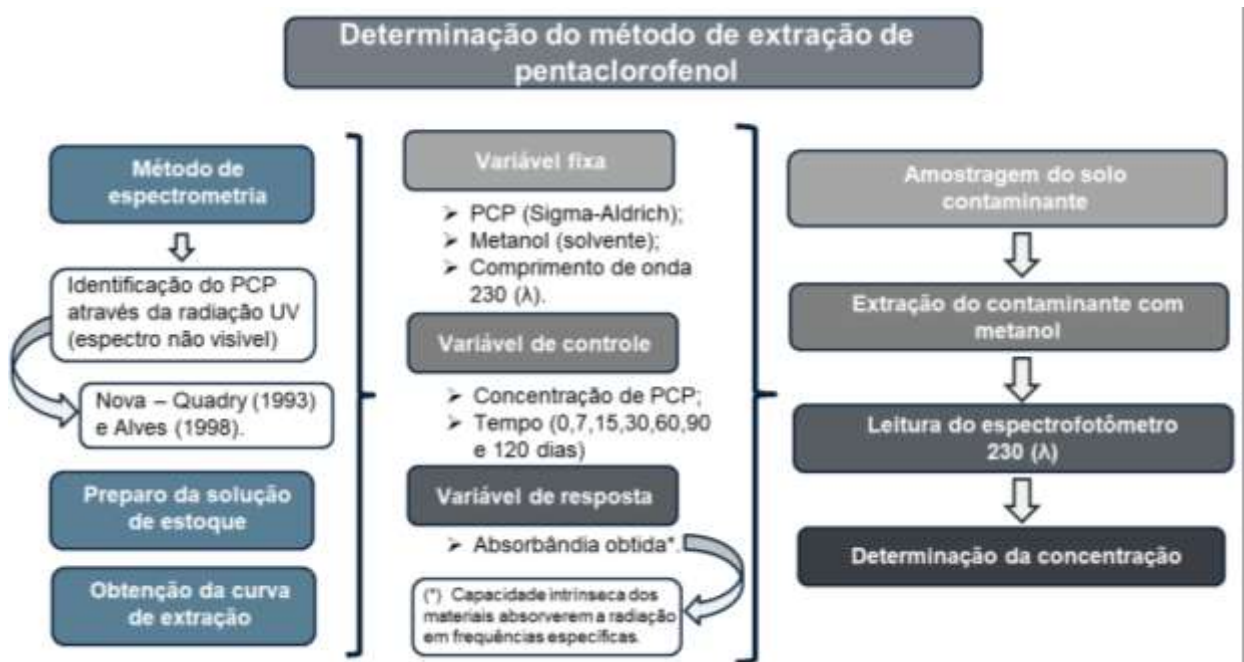 Determinação do método de extração de
pentaclorofenol
Método de
espectrometria
Identificação do PCP
através da radiação UV
(espectro não visível)
Nova – Quadry (1993)
e Alves (1998).
Preparo da solução
de estoque
Obtenção da curva
de extração
Variável fixa
➢ PCP (Sigma-Aldrich);
➢ Metanol (solvente);
➢ Comprimento de onda
230 (λ).
Variável de controle
➢ Concentração de PCP;
➢ Tempo (0,7,15,30,60,90
e 120 dias)
Variável de resposta
➢ Absorbândia obtida*.
(*) Capacidade intrínseca dos
materiais absorverem a radiação
em frequências específicas.
Amostragem do solo
contaminante
Extração do contaminante com
metanol
Leitura do espectrofotômetro
230 (λ)
Determinação da concentração